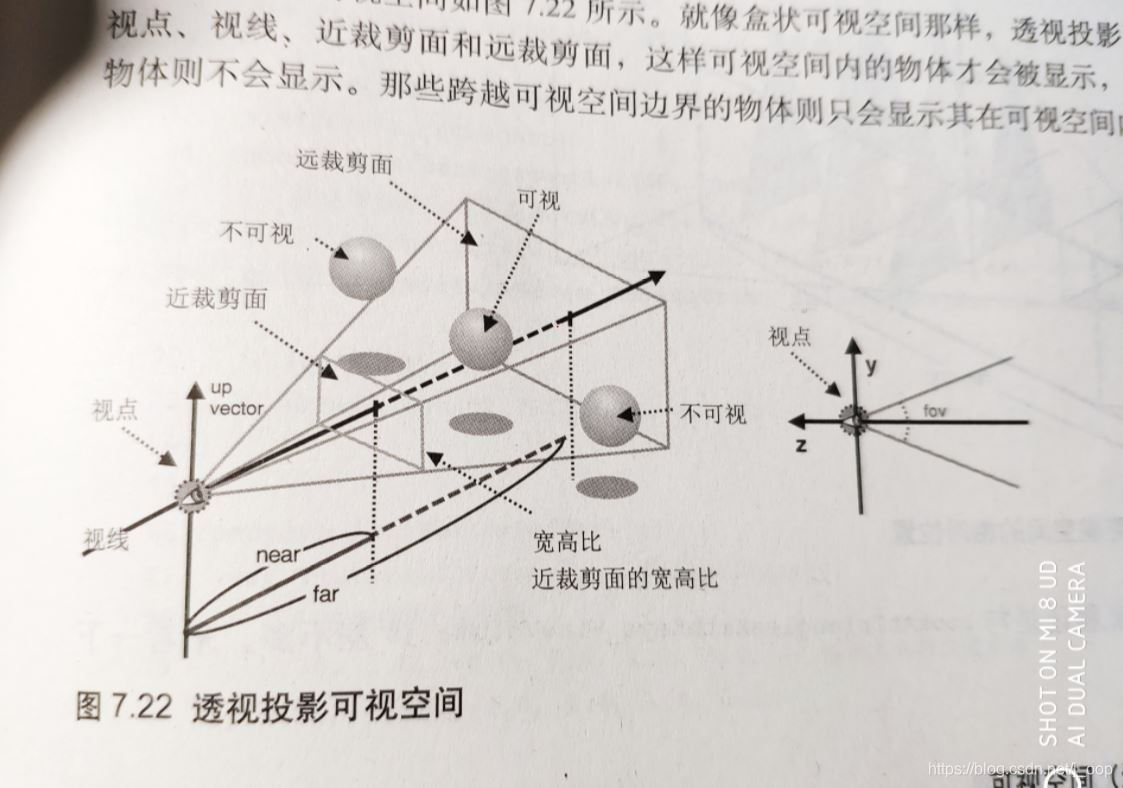 视空间如图 7.22 所示。就像盒状可视空间那样，透视投影
视点、视线、近裁剪面和远裁剪面，这样可视空间内的物体才会被显示，
物体则不会显示。那些跨越可视空间边界的物体则只会显示其在可视空间
远裁剪面
可视
不可视
近裁剪面
视点
up
vector
视点
y
fov
z
不可视
视线
near
far
宽高比
近裁剪面的宽高比
图 7.22 透视投影可视空间
SHOT ON MI 8 UD
AI DUAL CAMERA
https://blog.csdn.net/i_oop